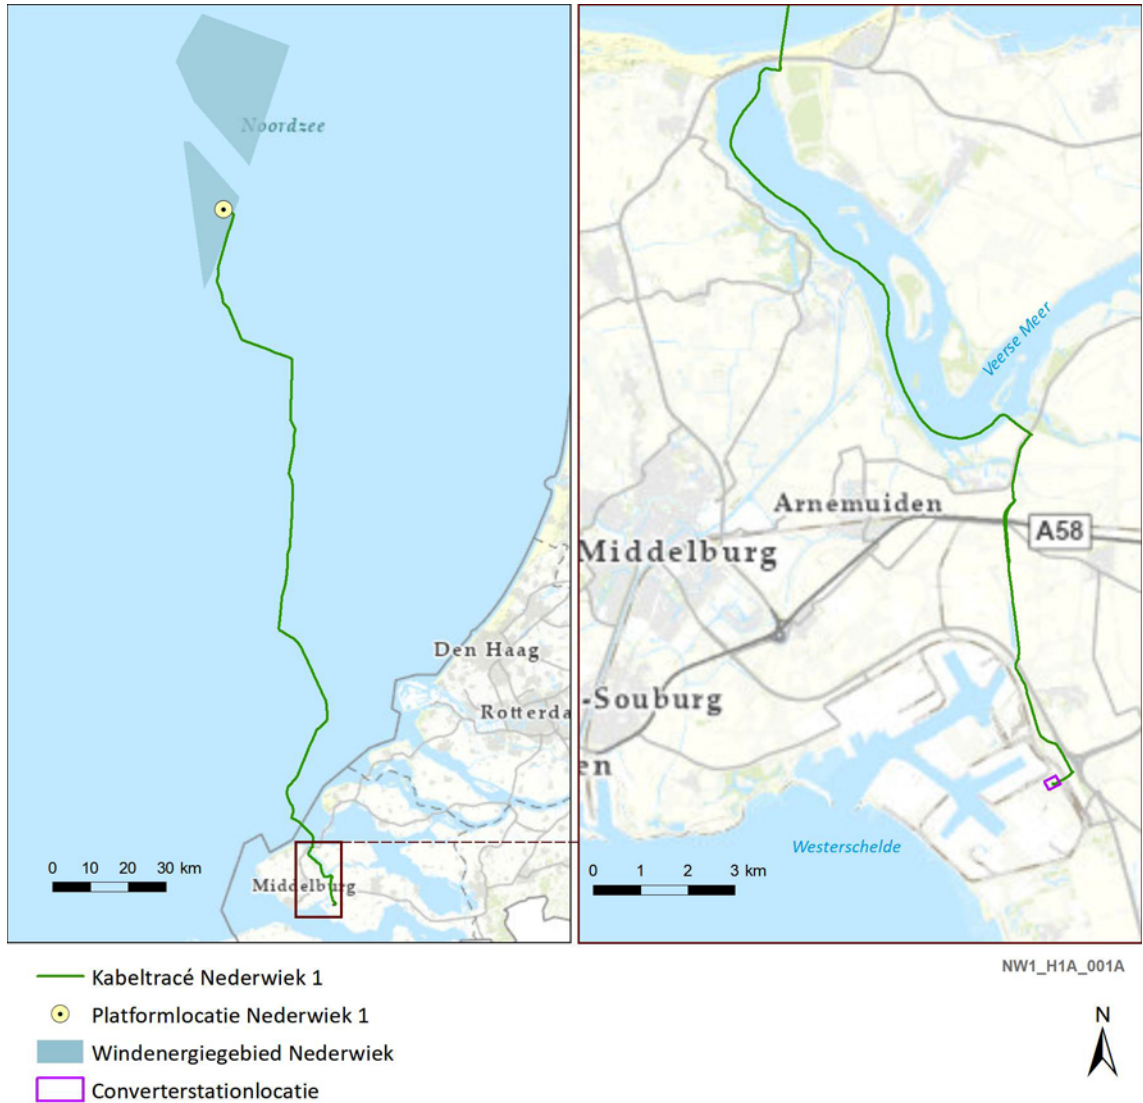 Noordzee
Den Haag
Rotterda
0 10 20 30 km
Middelburg
Veerse Meer
Arnemuiden
A58
Middelburg
-Souburg
en
Westerschelde
0 1 2 3 km
NW1_H1A_001A
Kabeltracé Nederwiek 1
Platformlocatie Nederwiek 1
Windenergiegebied Nederwiek
Converterstationlocatie
N